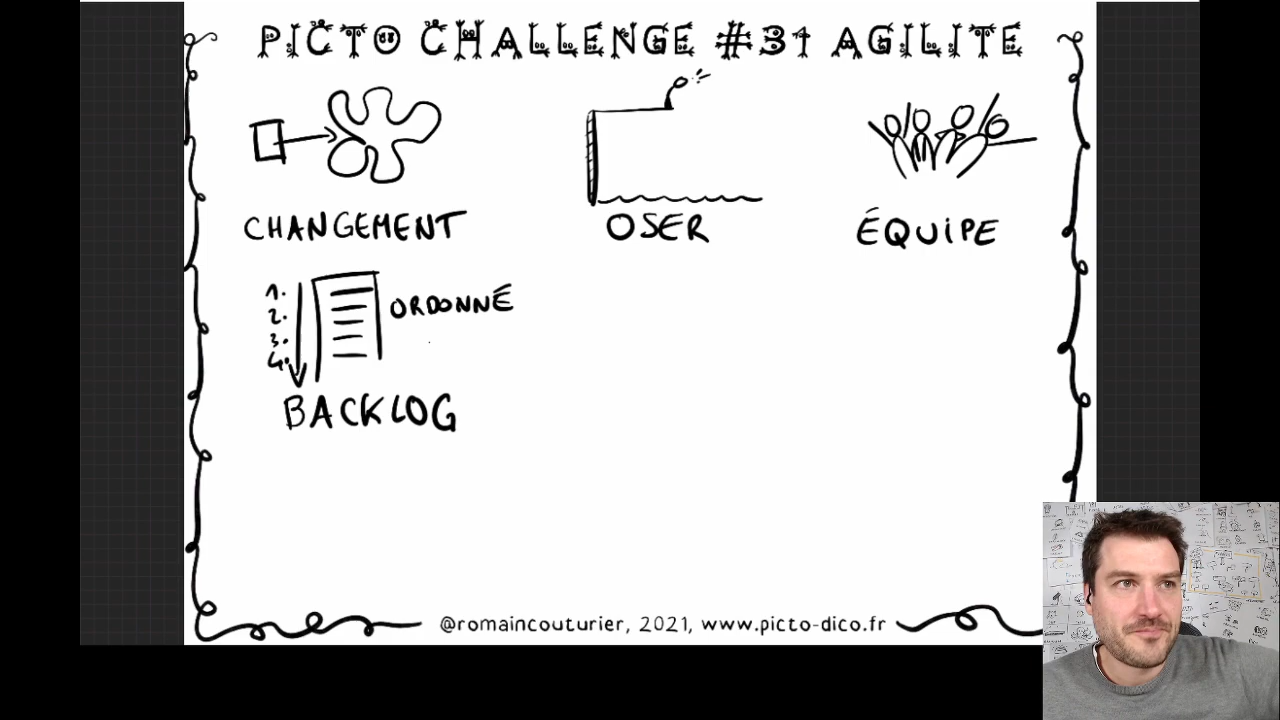 PICTO CHALLENGE #31 AGILITE
CHANGEMENT
OSER
ÉQUIPE
1.
2.
3.
4.
ORDONNÉ
BACKLOG
@romaincouturier, 2021, www.picto-dico.fr